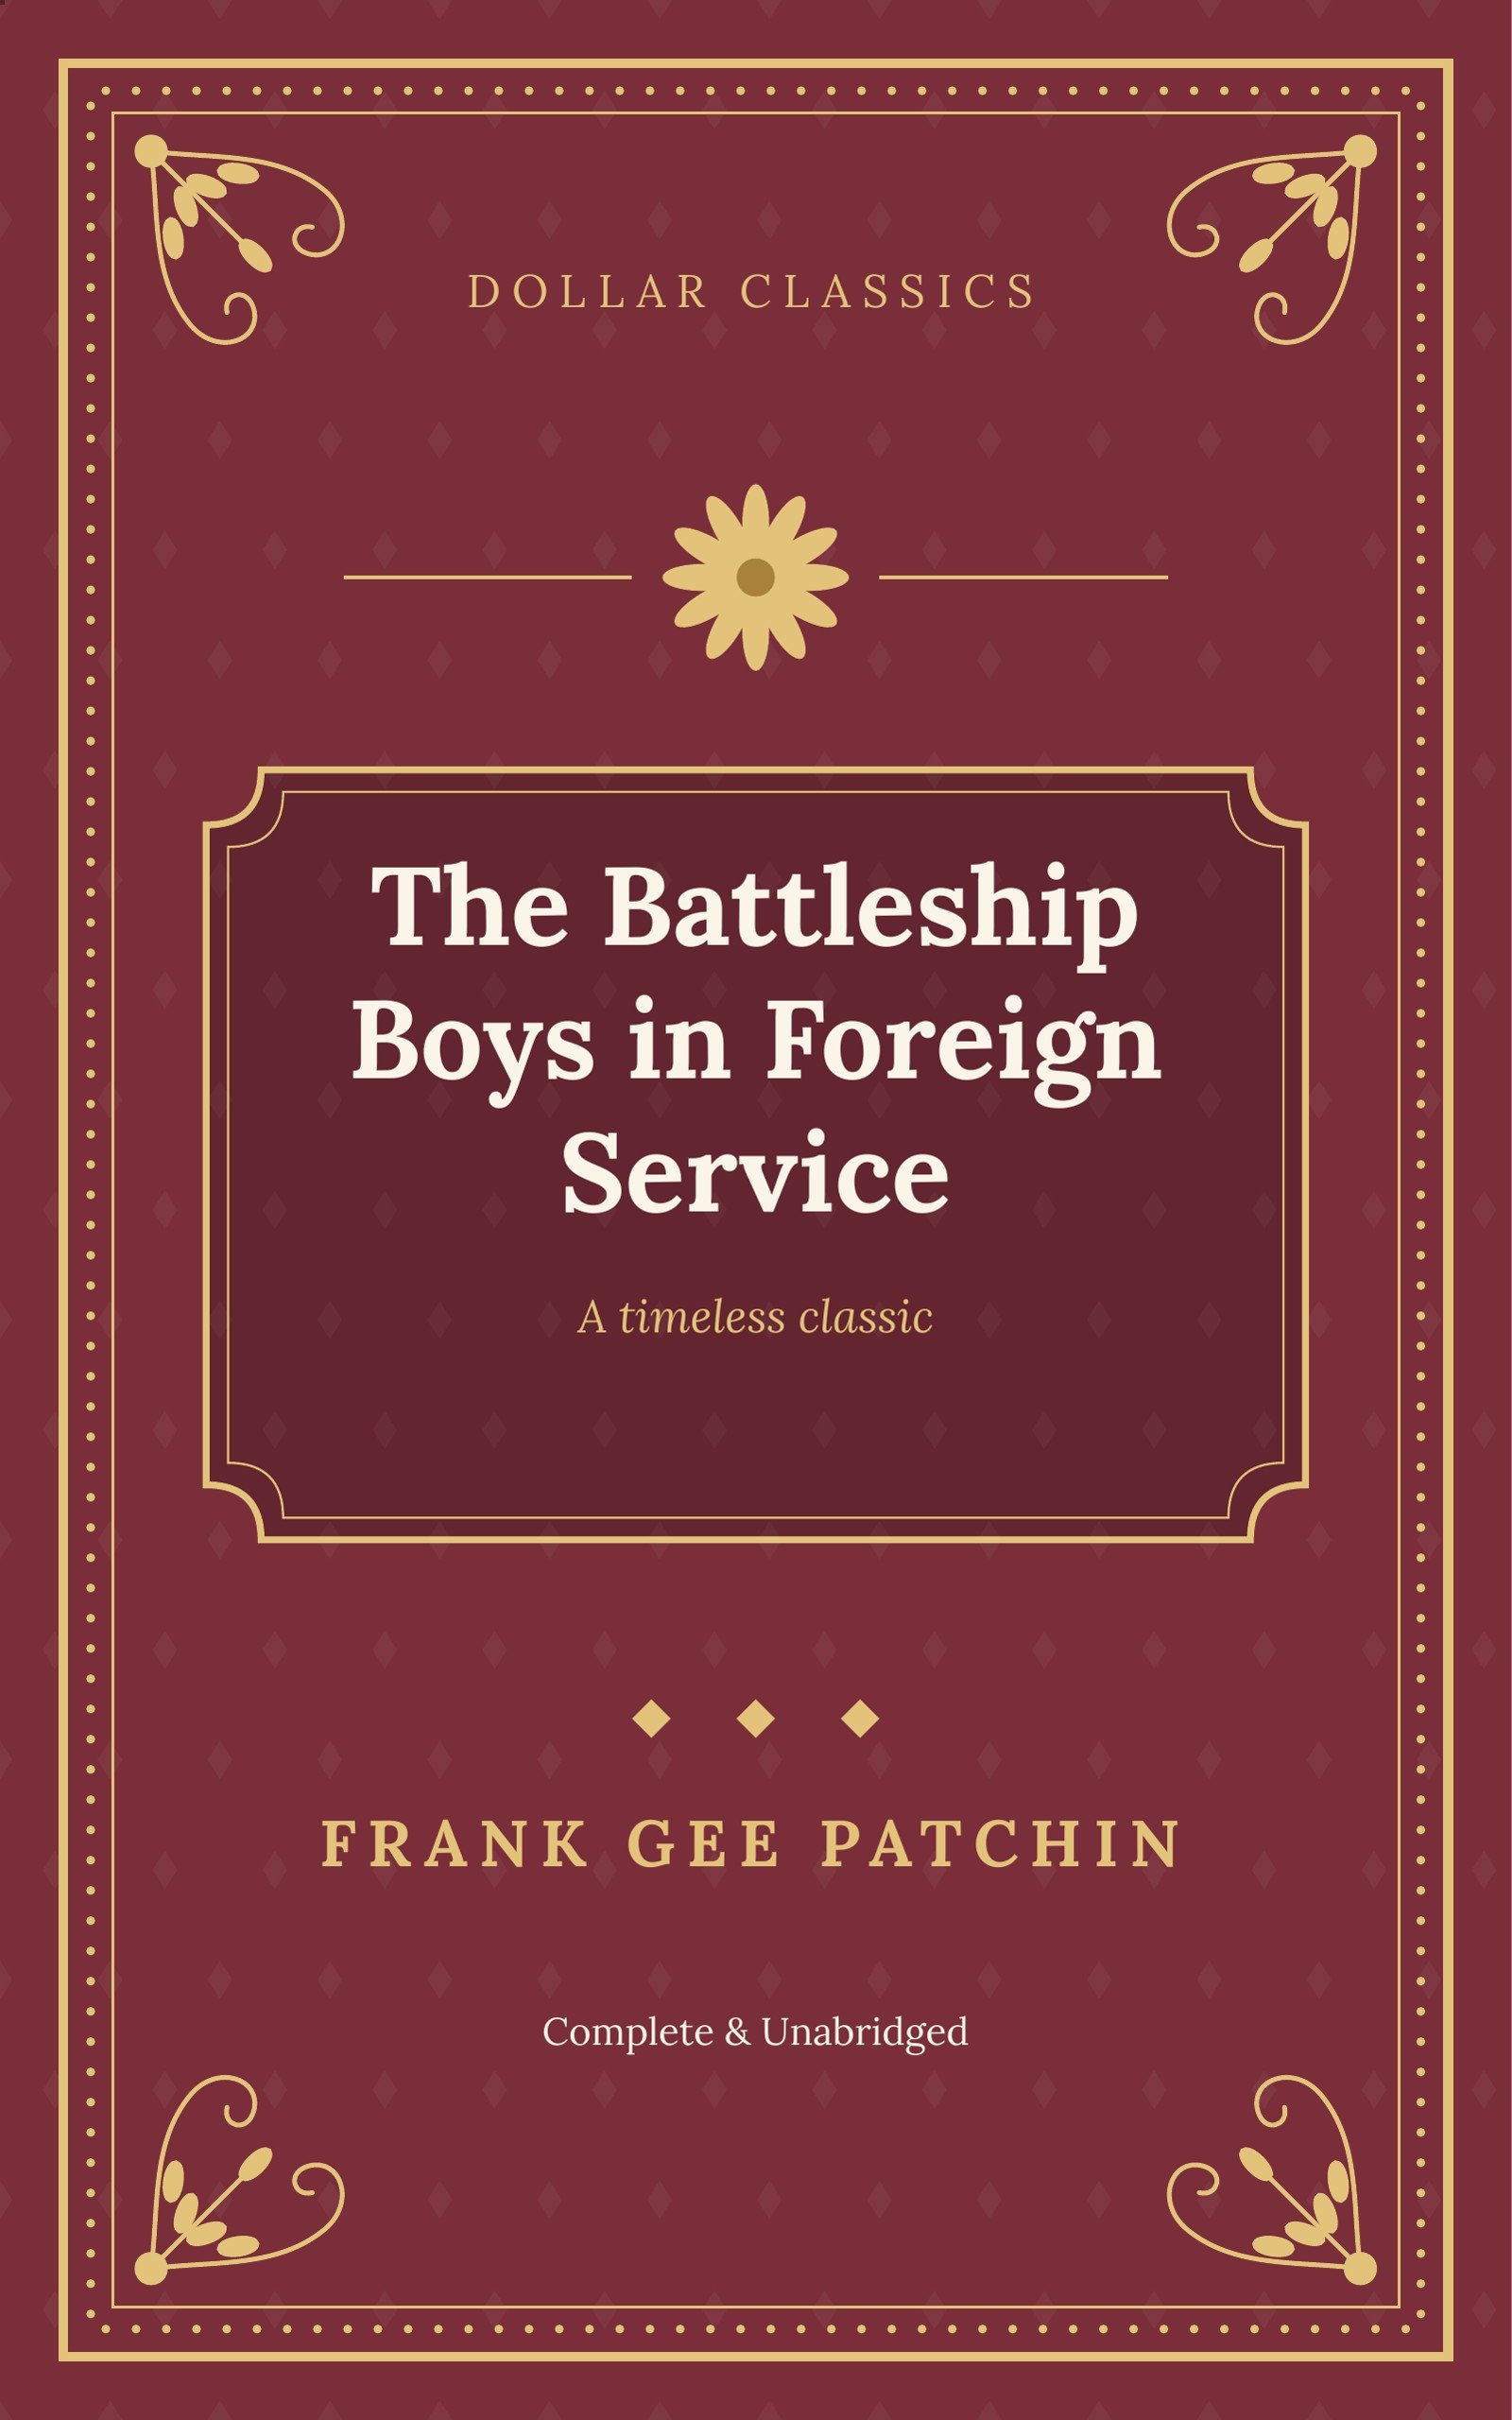 DOLLAR CLASSICS
The Battleship
Boys in Foreign
Service
A timeless classic
FRANK GEE PATCHIN
Complete & Unabridged